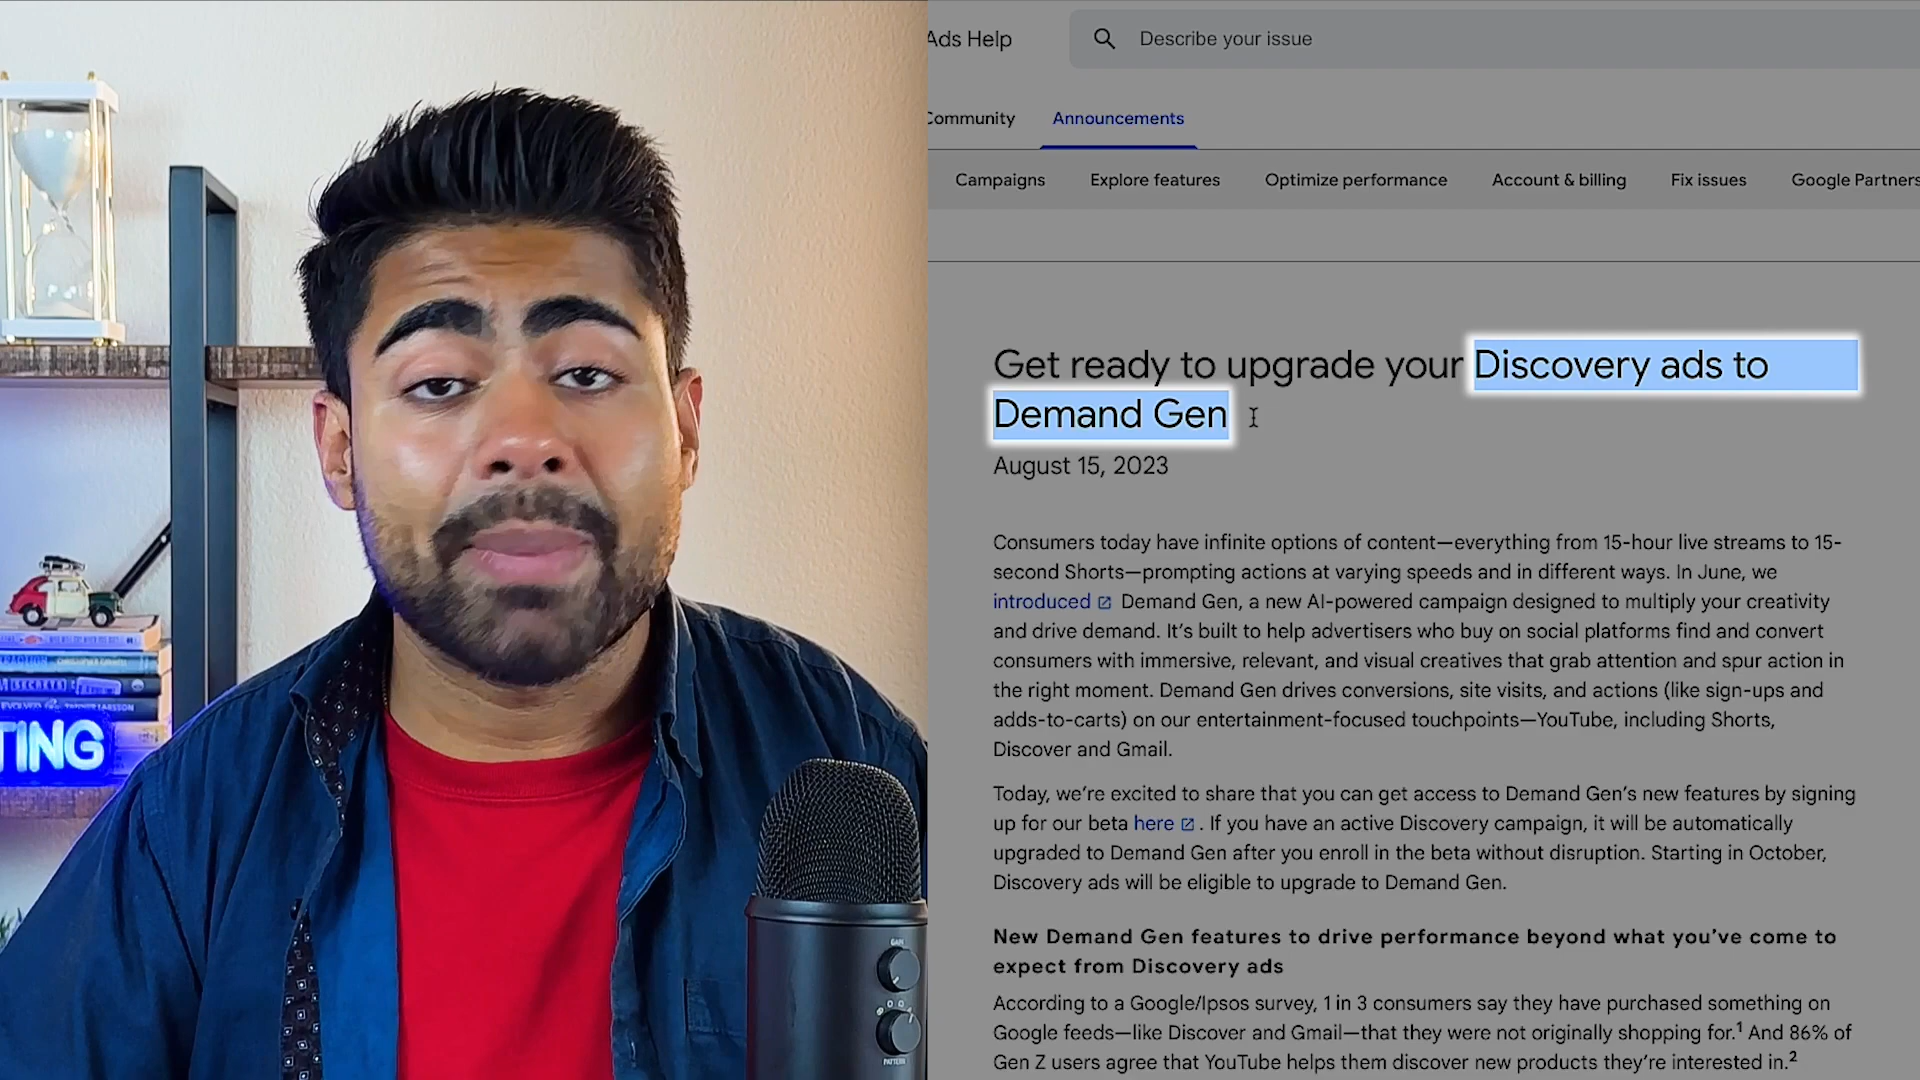 Ads Help
Describe your issue
Community
Announcements
Campaigns
Explore features
Optimize performance
Account & billing
Fix issues
Google Partners
Get ready to upgrade your Discovery ads to
Demand Gen
August 15, 2023
Consumers today have infinite options of content—everything from 15-hour live streams to 15-
second Shorts—prompting actions at varying speeds and in different ways. In June, we
introduced Demand Gen, a new AI-powered campaign designed to multiply your creativity
and drive demand. It’s built to help advertisers who buy on social platforms find and convert
consumers with immersive, relevant, and visual creatives that grab attention and spur action in
the right moment. Demand Gen drives conversions, site visits, and actions (like sign-ups and
adds-to-carts) on our entertainment-focused touchpoints—YouTube, including Shorts,
Discover and Gmail.
Today, we’re excited to share that you can get access to Demand Gen’s new features by signing
up for our beta here. If you have an active Discovery campaign, it will be automatically
upgraded to Demand Gen after you enroll in the beta without disruption. Starting in October,
Discovery ads will be eligible to upgrade to Demand Gen.
New Demand Gen features to drive performance beyond what you’ve come to
expect from Discovery ads
According to a Google/Ipsos survey, 1 in 3 consumers say they have purchased something on
Google feeds—like Discover and Gmail—that they were not originally shopping for.1 And 86% of
Gen Z users agree that YouTube helps them discover new products they’re interested in.2
TING
GAIN
PATTERN